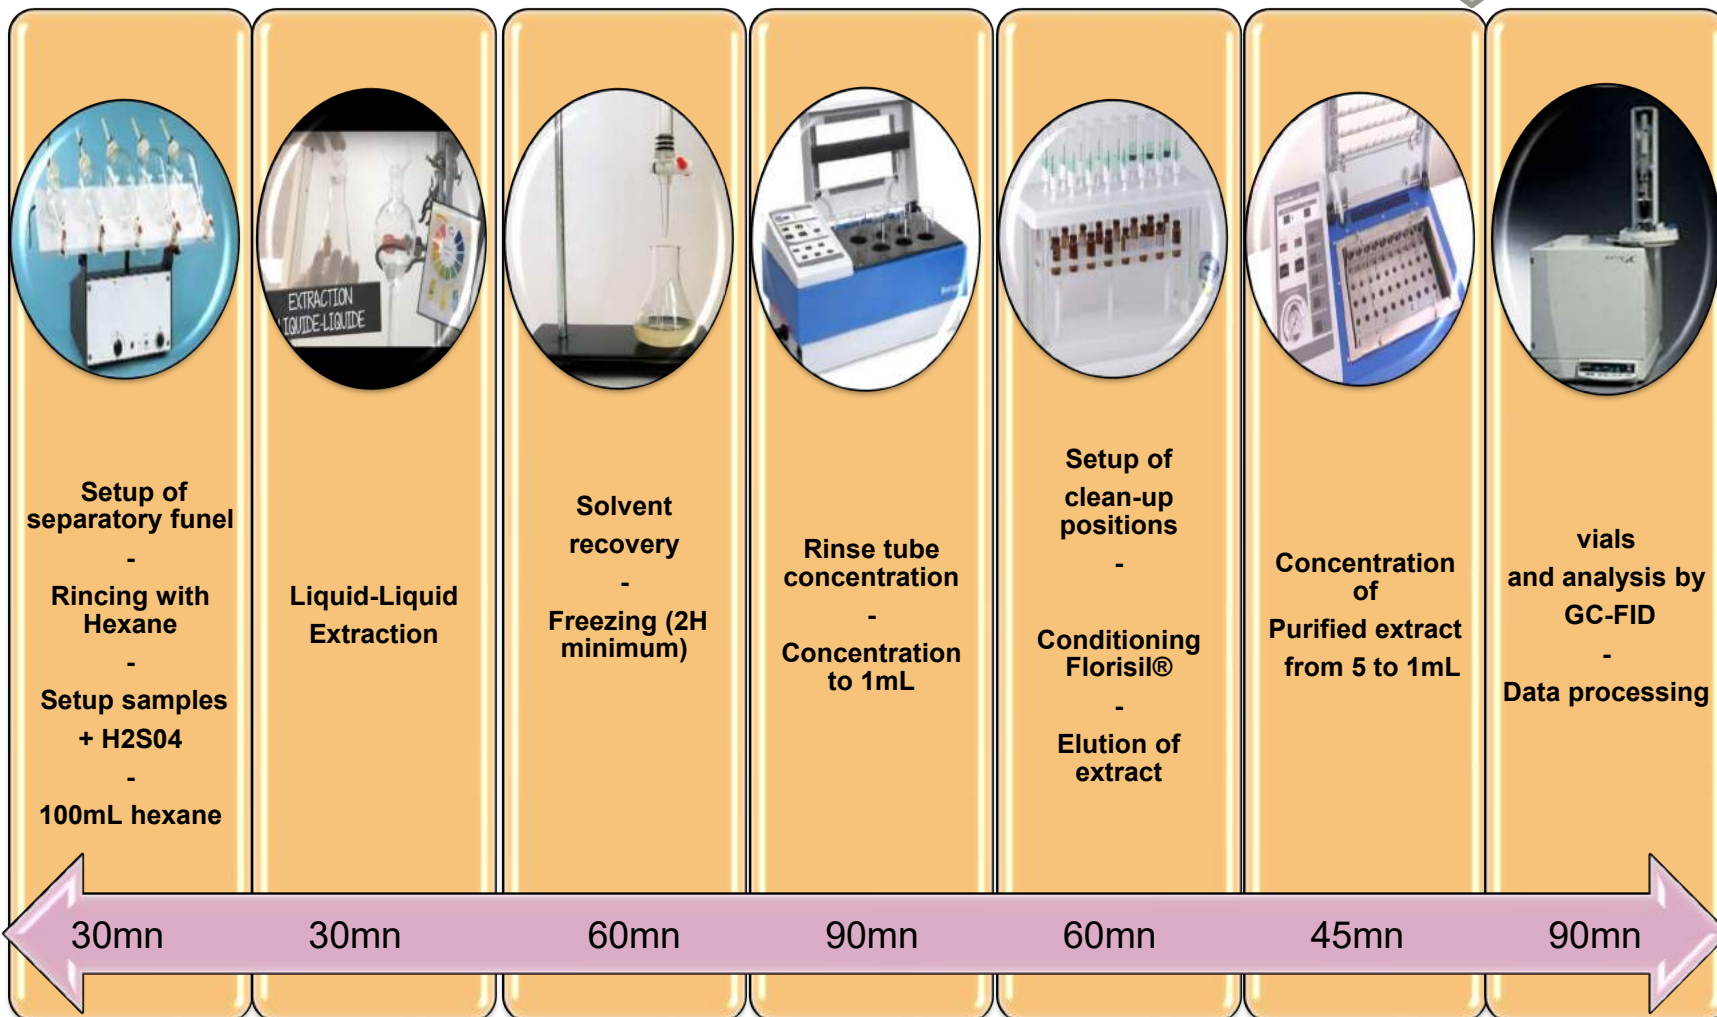 Setup of
separatory funel
-
Rincing with
Hexane
-
Setup samples
+ H2S04
-
100mL hexane
30mn
EXTRACTION
LIQUIDE-LIQUIDE
Liquid-Liquid
Extraction
30mn
Solvent
recovery
-
Freezing (2H
minimum)
60mn
Rinse tube
concentration
-
Concentration
to 1mL
90mn
Setup of
clean-up
positions
-
Conditioning
Florisil®
-
Elution of
extract
60mn
Concentration
of
Purified extract
from 5 to 1mL
45mn
vials
and analysis by
GC-FID
-
Data processing
90mn